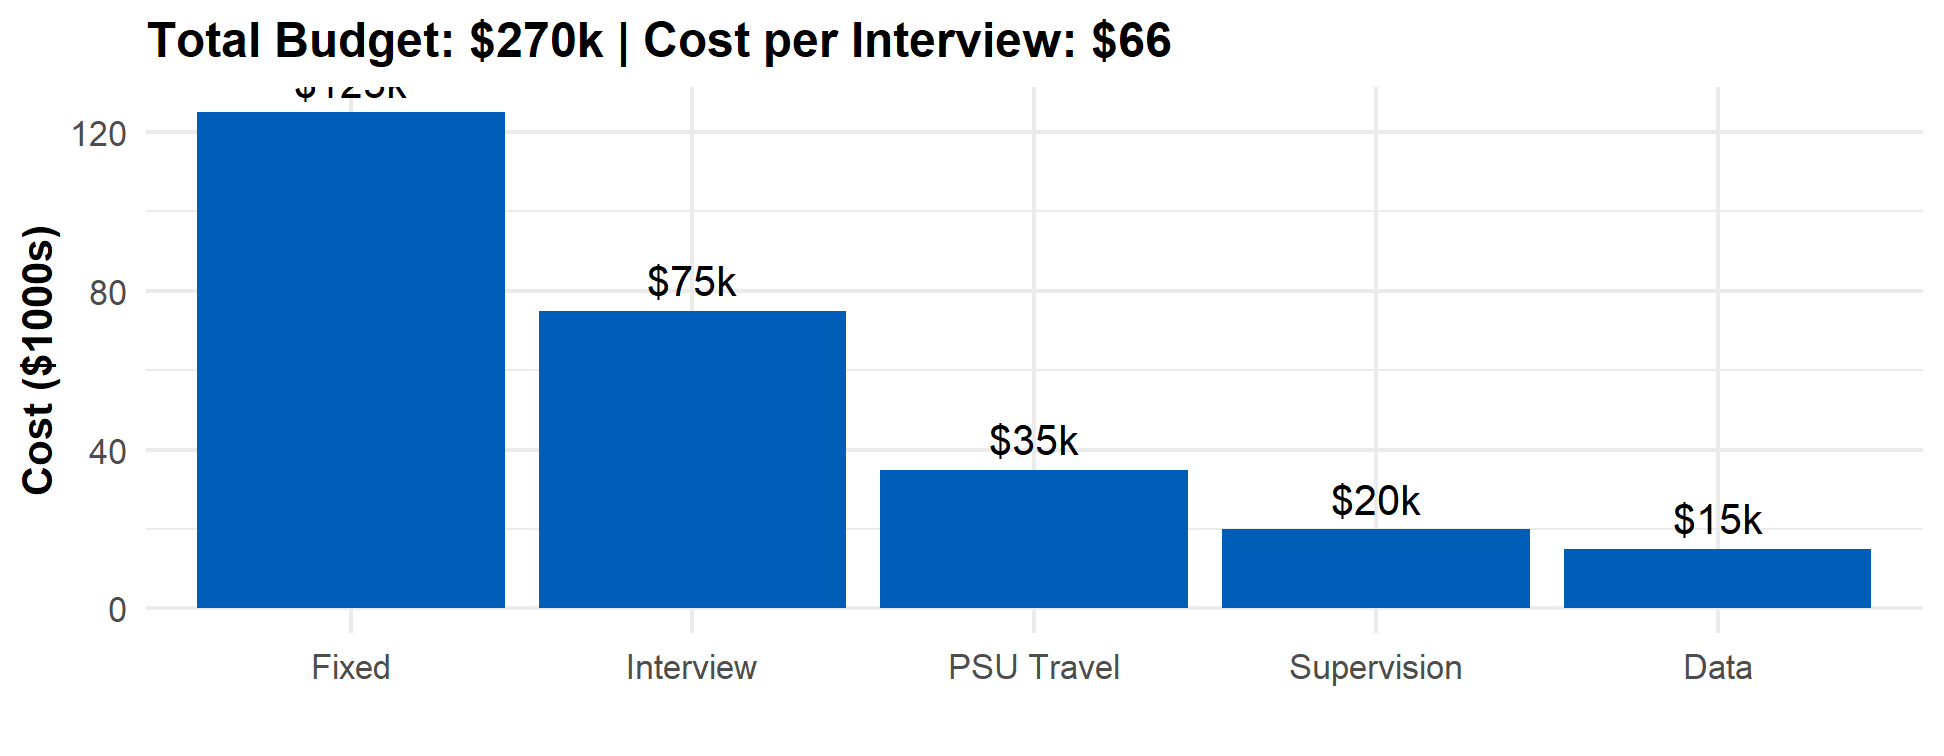 Total Budget: $270k | Cost per Interview: $66
$125k
120
80
40
0
Cost ($1000s)
$75k
$35k
$20k
$15k
Fixed
Interview
PSU Travel
Supervision
Data